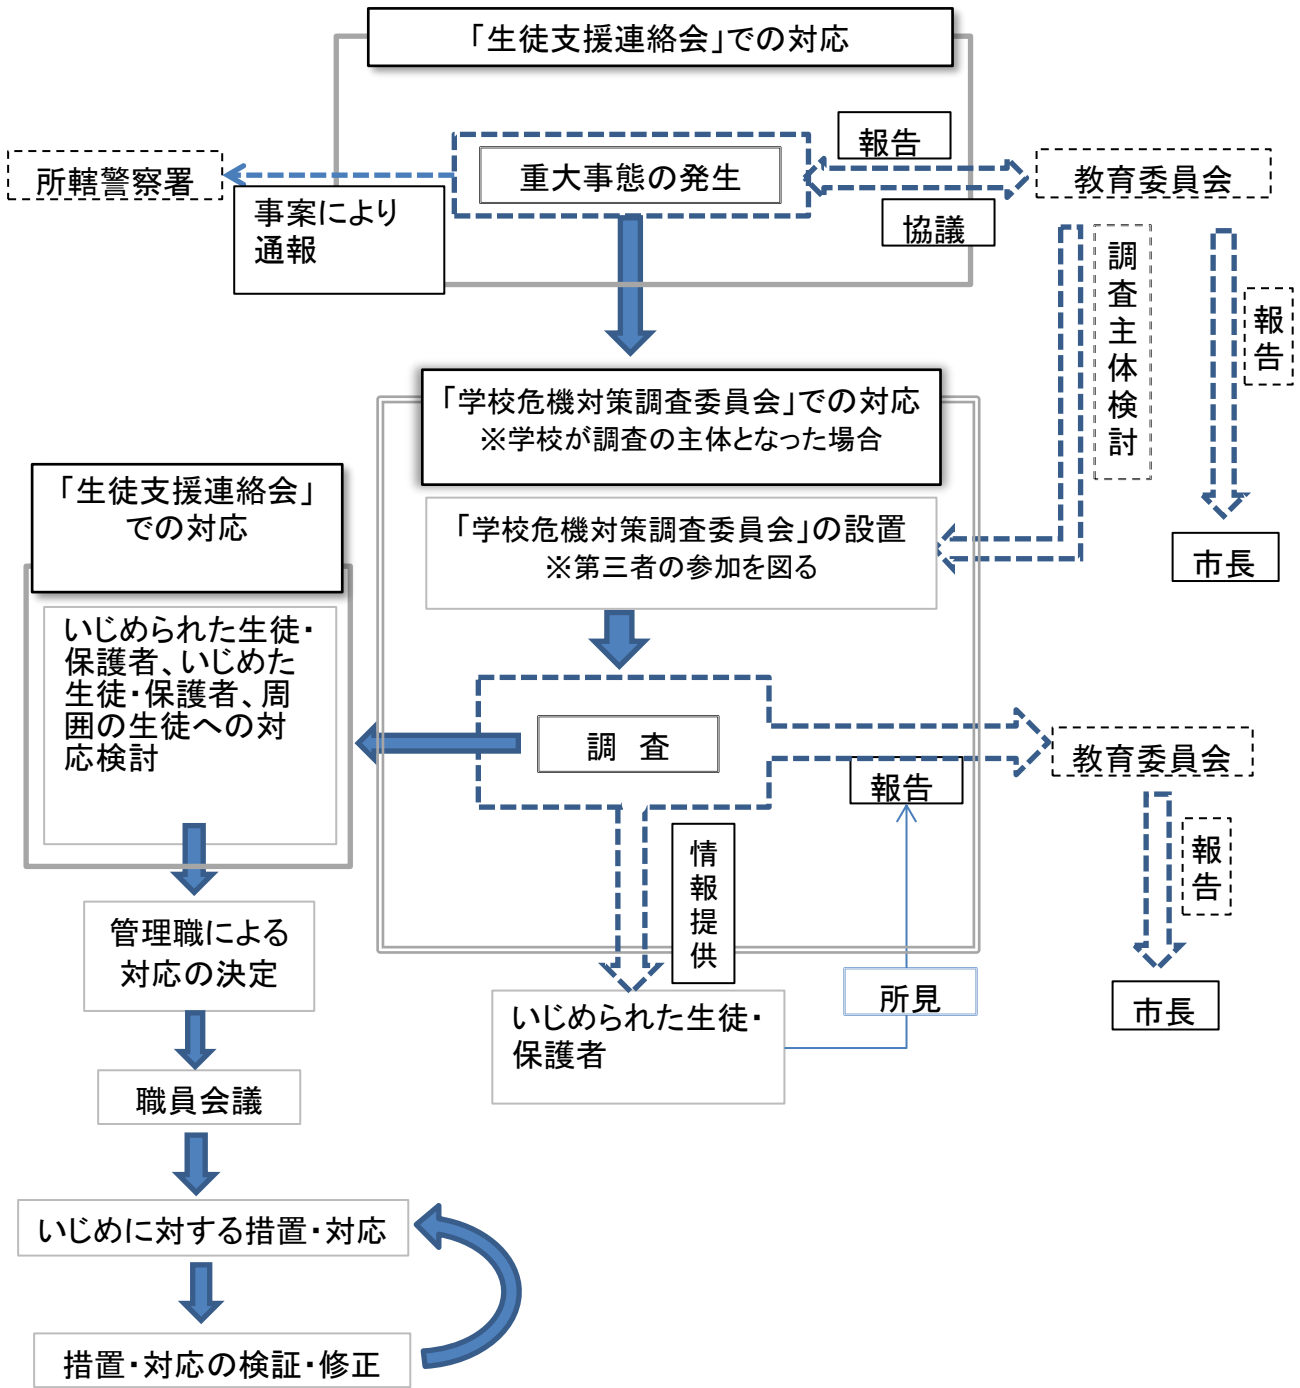 「生徒支援連絡会」での対応
報告
重大事態の発生
所轄警察署
教育委員会
事案により
通報
協議
調査主体検討
報告
市長
「学校危機対策調査委員会」での対応
※学校が調査の主体となった場合
「学校危機対策調査委員会」の設置
※第三者の参加を図る
「生徒支援連絡会」
での対応
いじめられた生徒・
保護者、いじめた
生徒・保護者、周
囲の生徒への対
応検討
調 査
教育委員会
報告
情報提供
報告
市長
所見
いじめられた生徒・
保護者
管理職による
対応の決定
職員会議
いじめに対する措置・対応
措置・対応の検証・修正